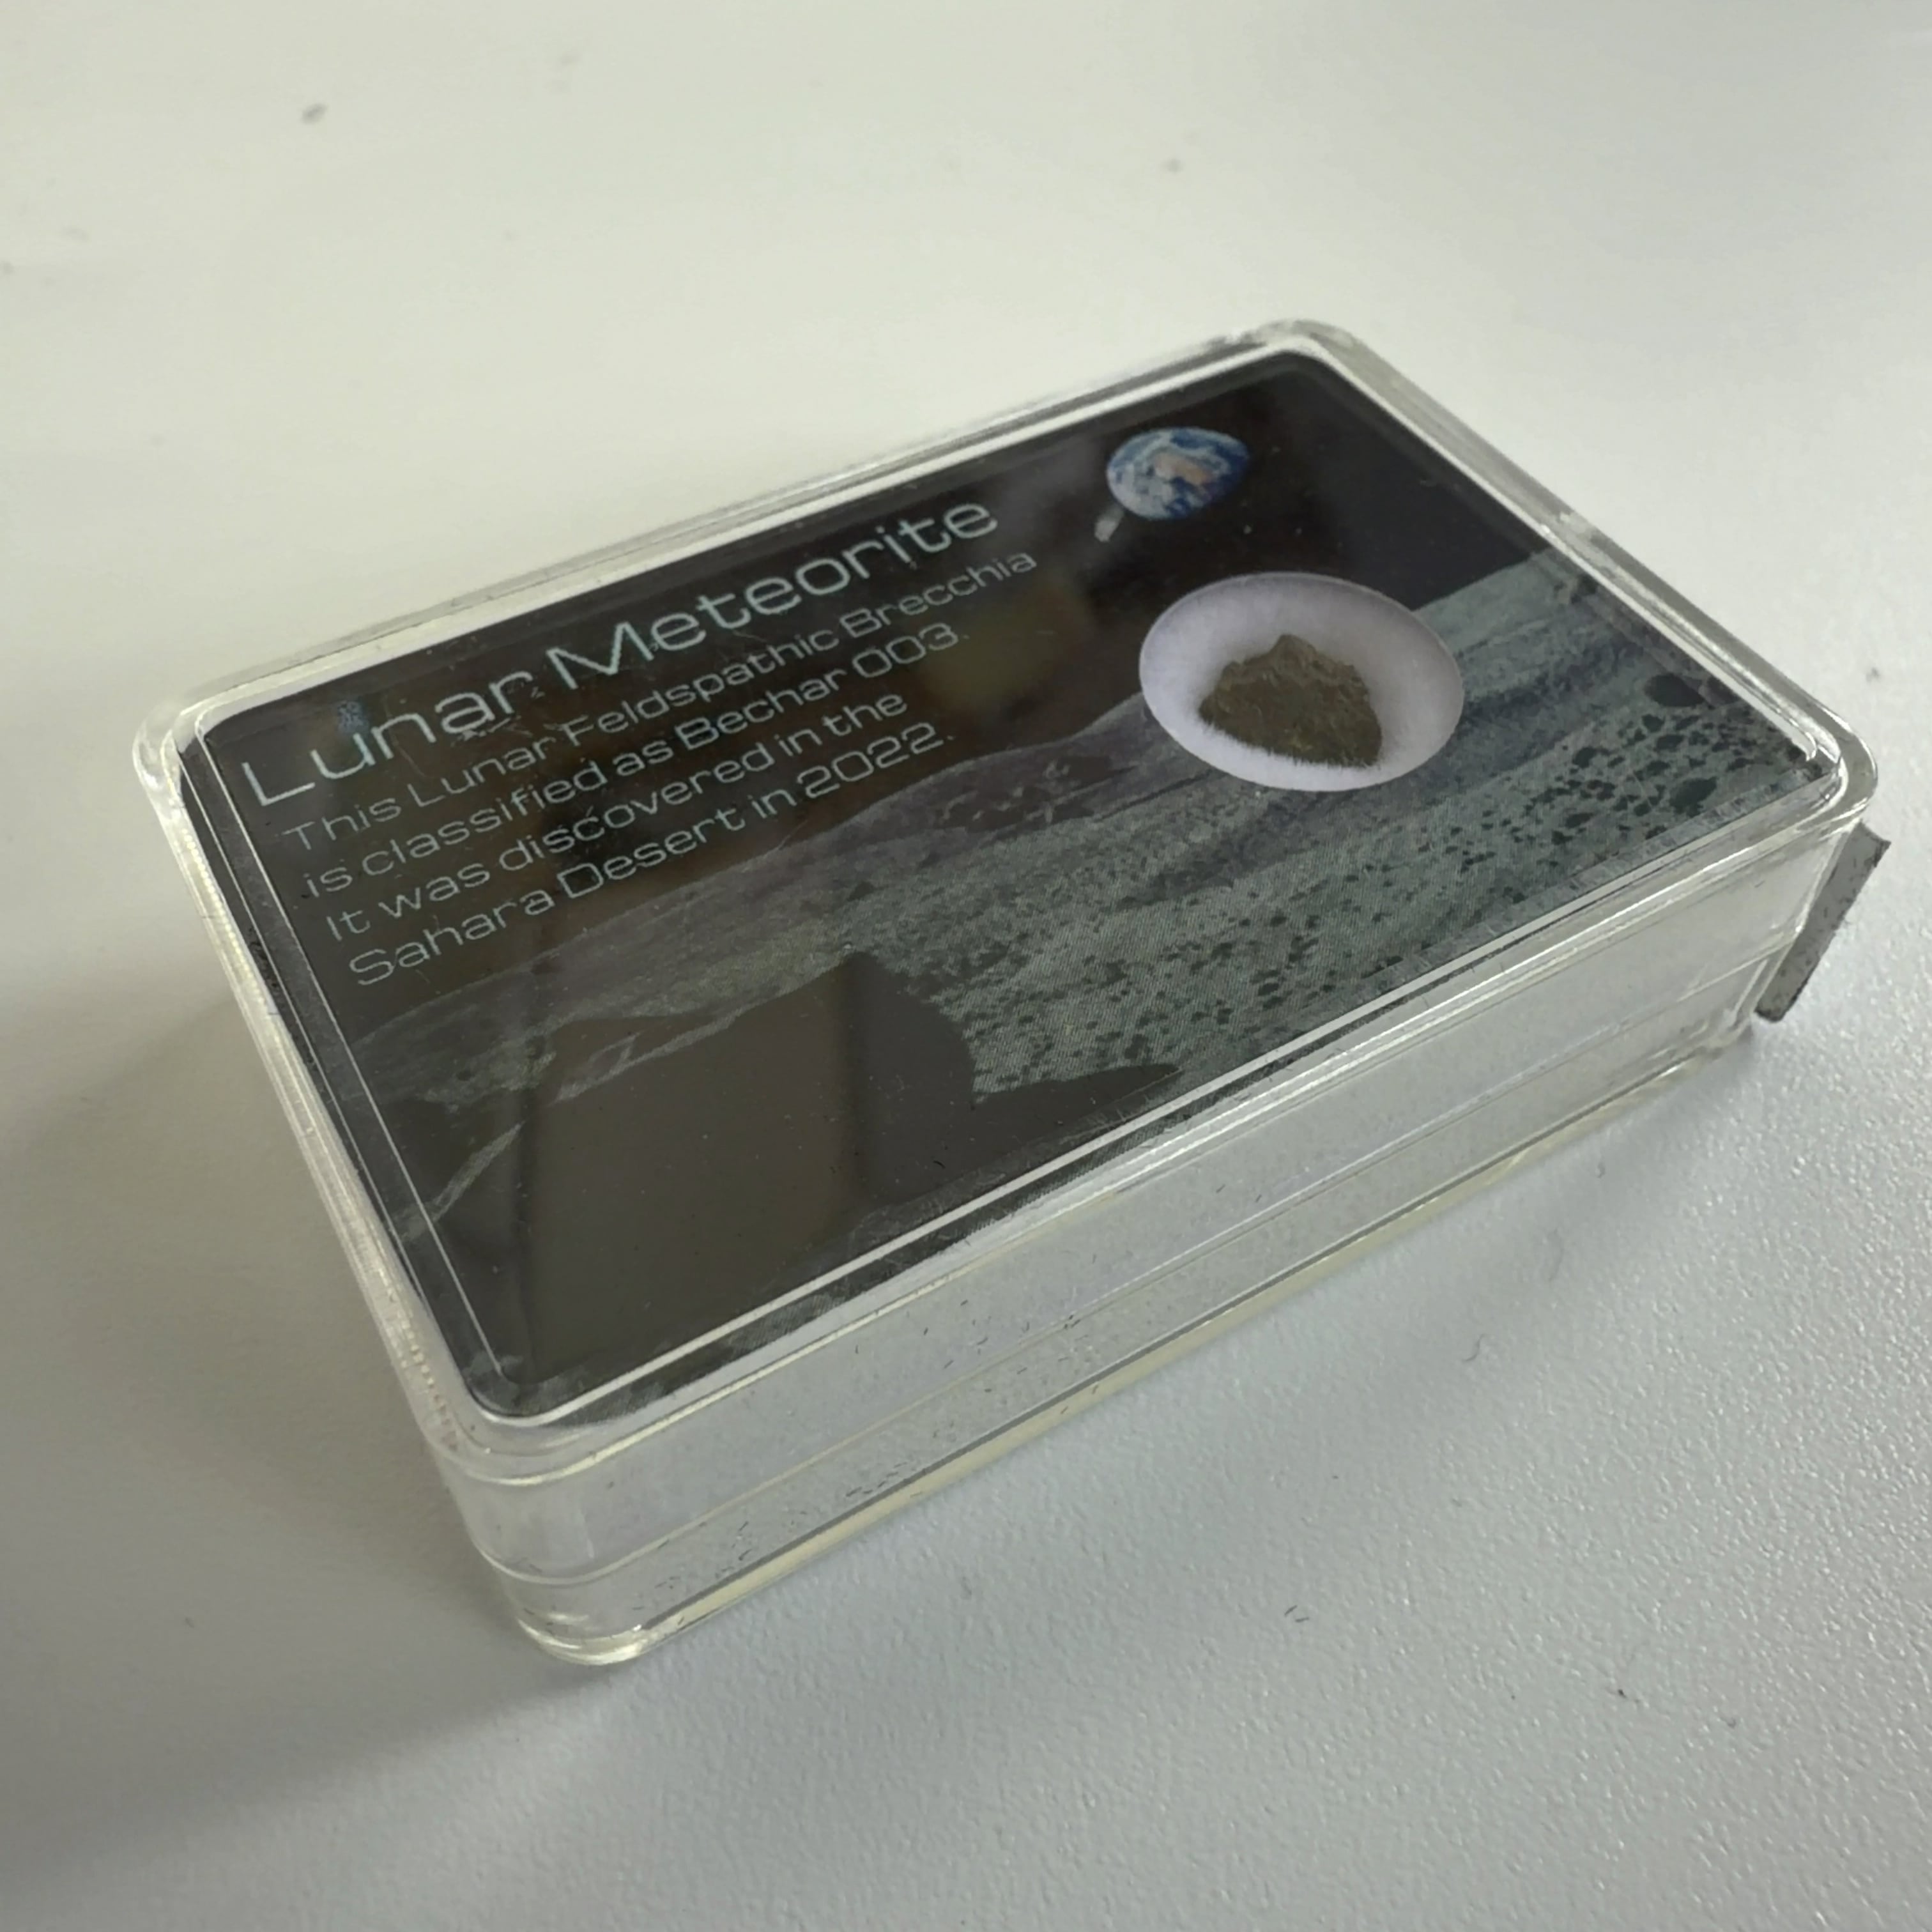 Lunar Meteorite
This Lunar Feldspathic Brecchia
is classified as Bechar 003.
It was discovered in the
Sahara Desert in 2022.